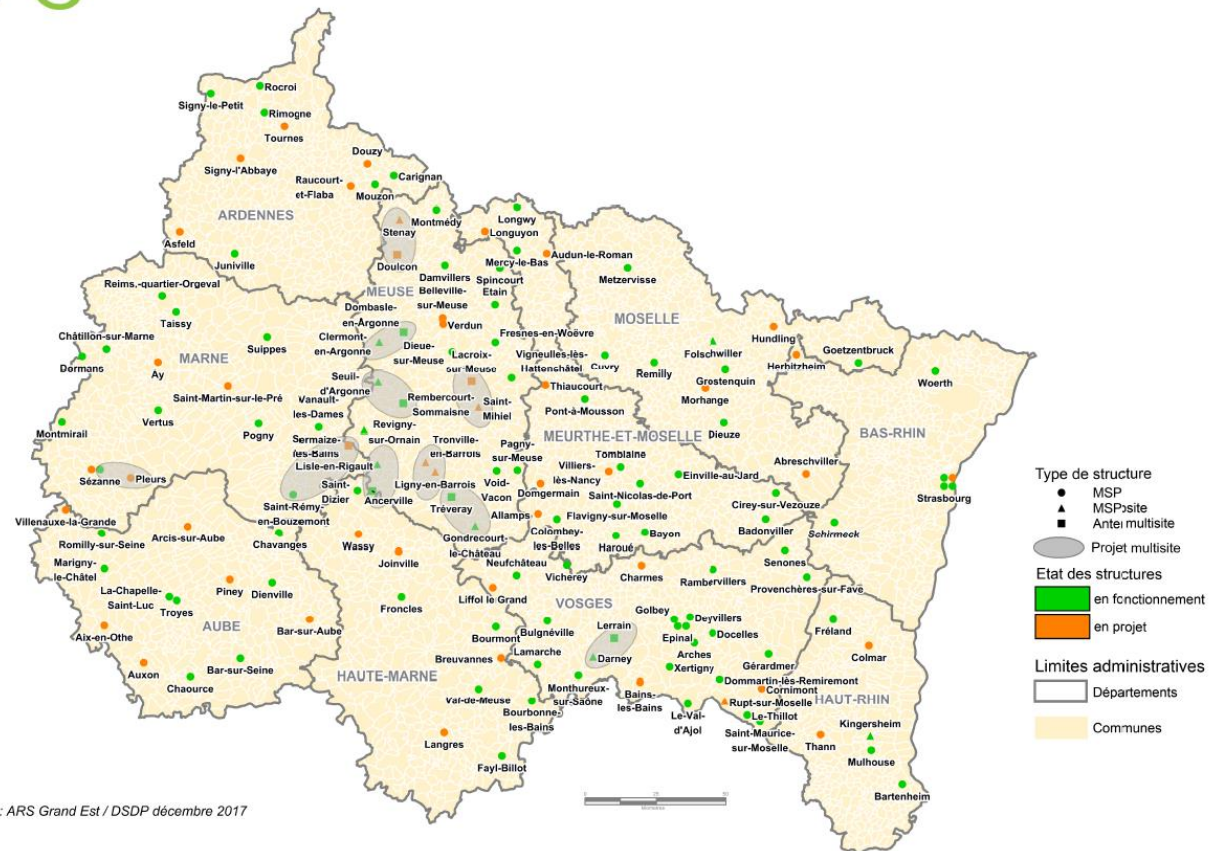 Rocroi
Signy-le-Petit
Rimogne
Tournes
Douzy
Signy-l'Abbaye
Raucourt-
et-Flaba
Carignan
Mouzon
ARDENNES
Stenay
Montmédy
Longwy
Longuyon
Asfeld
Doulcon
Mercy-le-Bas
Audun-le-Roman
Juniville
Damvillers
Spincourt
Metzervisse
Reims.-quartier-Orgeval
MEUSE
Belleville-
sur-Meuse
Etain
Taissy
Dombasle-
en-Argonne
Verdun
MOSELLE
Châtillon-sur-Marne
Suippes
Clermont-
en-Argonne
Dieue-
sur-Meuse
Fresnes-en-Woëvre
Hundling
Dormans
MARNE
Lacroix-
sur-Meuse
Vigneulles-lès-
Hattonchâtel
Cuvry
Folschwiller
Goetzenbruck
Ay
Remilly
Grostenquin
Herbitzheim
Woerth
Saint-Martin-sur-le-Pré
Seuil-
d'Argonne
Thiaucourt
Morhange
Vanault-
les-Dames
Rembercourt-
Sommaisne
Saint-
Mihiel
Pont-à-Mousson
Vertus
Pogny
Revigny-
sur-Ornain
Dieuze
BAS-RHIN
Montmirail
Sermaize-
les-Bains
Tronville-
en-Barrois
Pagny-
sur-Meuse
MEURTHE-ET-MOSELLE
Tomblaine
Lisle-en-Rigault
Villiers-
lès-Nancy
Einville-au-Jard
Abreschviller
Sézanne
Pleurs
Saint-
Dizier
Ligny-en-Barrois
Void-
Vacon
Domgermain
Saint-Nicolas-de-Port
Strasbourg
Ancerville
Tréveray
Cirey-sur-Vezouze
Saint-Rémy-
en-Bouzemont
Allamps
Flavigny-sur-Moselle
Villenauxe-la-Grande
Badonviller
Schirmeck
Romilly-sur-Seine
Arcis-sur-Aube
Chavanges
Wassy
Gondrecourt-
le-Château
Colombey-
les-Belles
Haroué
Bayon
Marigny-
le-Châtel
Joinville
Neufchâteau
Vicherey
Charmes
Senones
Rambervillers
Provenchères-sur-Fave
La-Chapelle-
Saint-Luc
Troyes
Piney
Dienville
Froncles
Liffol le Grand
VOSGES
Golbey
Deyvillers
Fréland
Aix-en-Othe
AUBE
Bar-sur-Aube
Bourmont
Bulgnéville
Lerrain
Epinal
Docelles
Colmar
Breuvannes
Lamarche
Darney
Arches
Xertigny
Gérardmer
Auxon
Bar-sur-Seine
HAUTE-MARNE
Dommartin-lès-Remiremont
Chaource
Val-de-Meuse
Monthureux-
sur-Saône
Bains-
les-Bains
Cornimont
HAUT-RHIN
Rupt-sur-Moselle
Bourbonne-
les-Bains
Le-Val-
d'Ajol
Le-Thillot
Kingersheim
Saint-Maurice-
sur-Moselle
Langres
Thann
Mulhouse
Fayl-Billot
Bartenheim
Type de structure
MSP
MSPsite
Antenne multisite
Projet multisite
Etat des structures
en fonctionnement
en projet
Limites administratives
Départements
Communes
: ARS Grand Est / DSDP décembre 2017